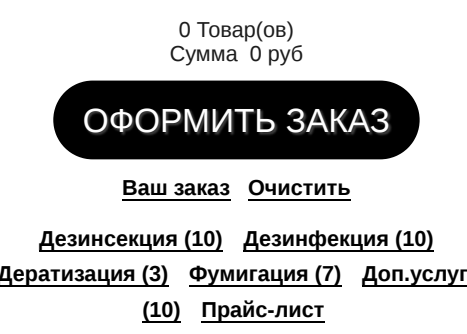 0 Товар(ов)
Сумма 0 руб
ОФОРМИТЬ ЗАКАЗ
Ваш заказ Очистить
Дезинсекция (10) Дезинфекция (10)
Дератизация (3) Фумигация (7) Доп.услуг
(10) Прайс-лист